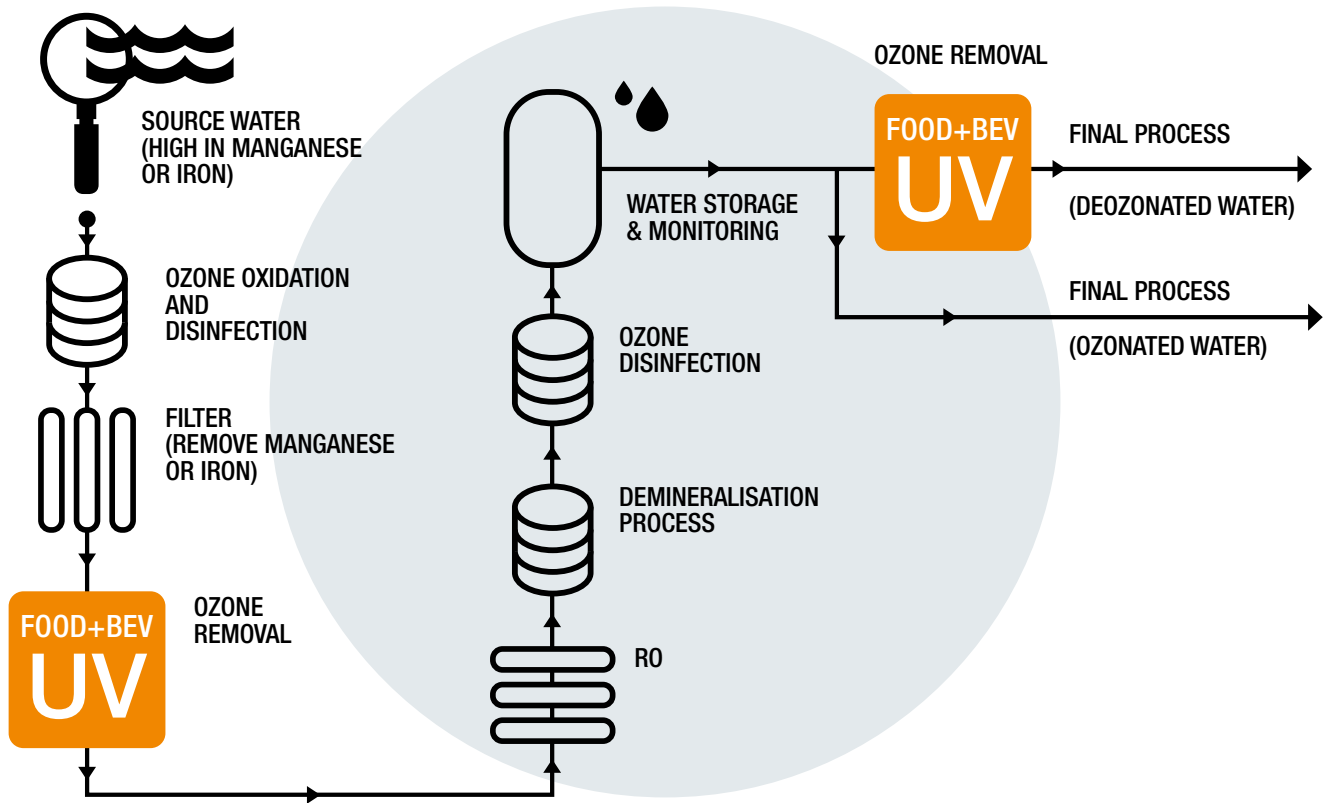 SOURCE WATER
(HIGH IN MANGANESE
OR IRON)
OZONE OXIDATION
AND
DISINFECTION
FILTER
(REMOVE MANGANESE
OR IRON)
FOOD+BEV
UV
OZONE
REMOVAL
RO
DEMINERALISATION
PROCESS
OZONE
DISINFECTION
WATER STORAGE
& MONITORING
OZONE REMOVAL
FOOD+BEV
UV
FINAL PROCESS
(DEOZONATED WATER)
FINAL PROCESS
(OZONATED WATER)